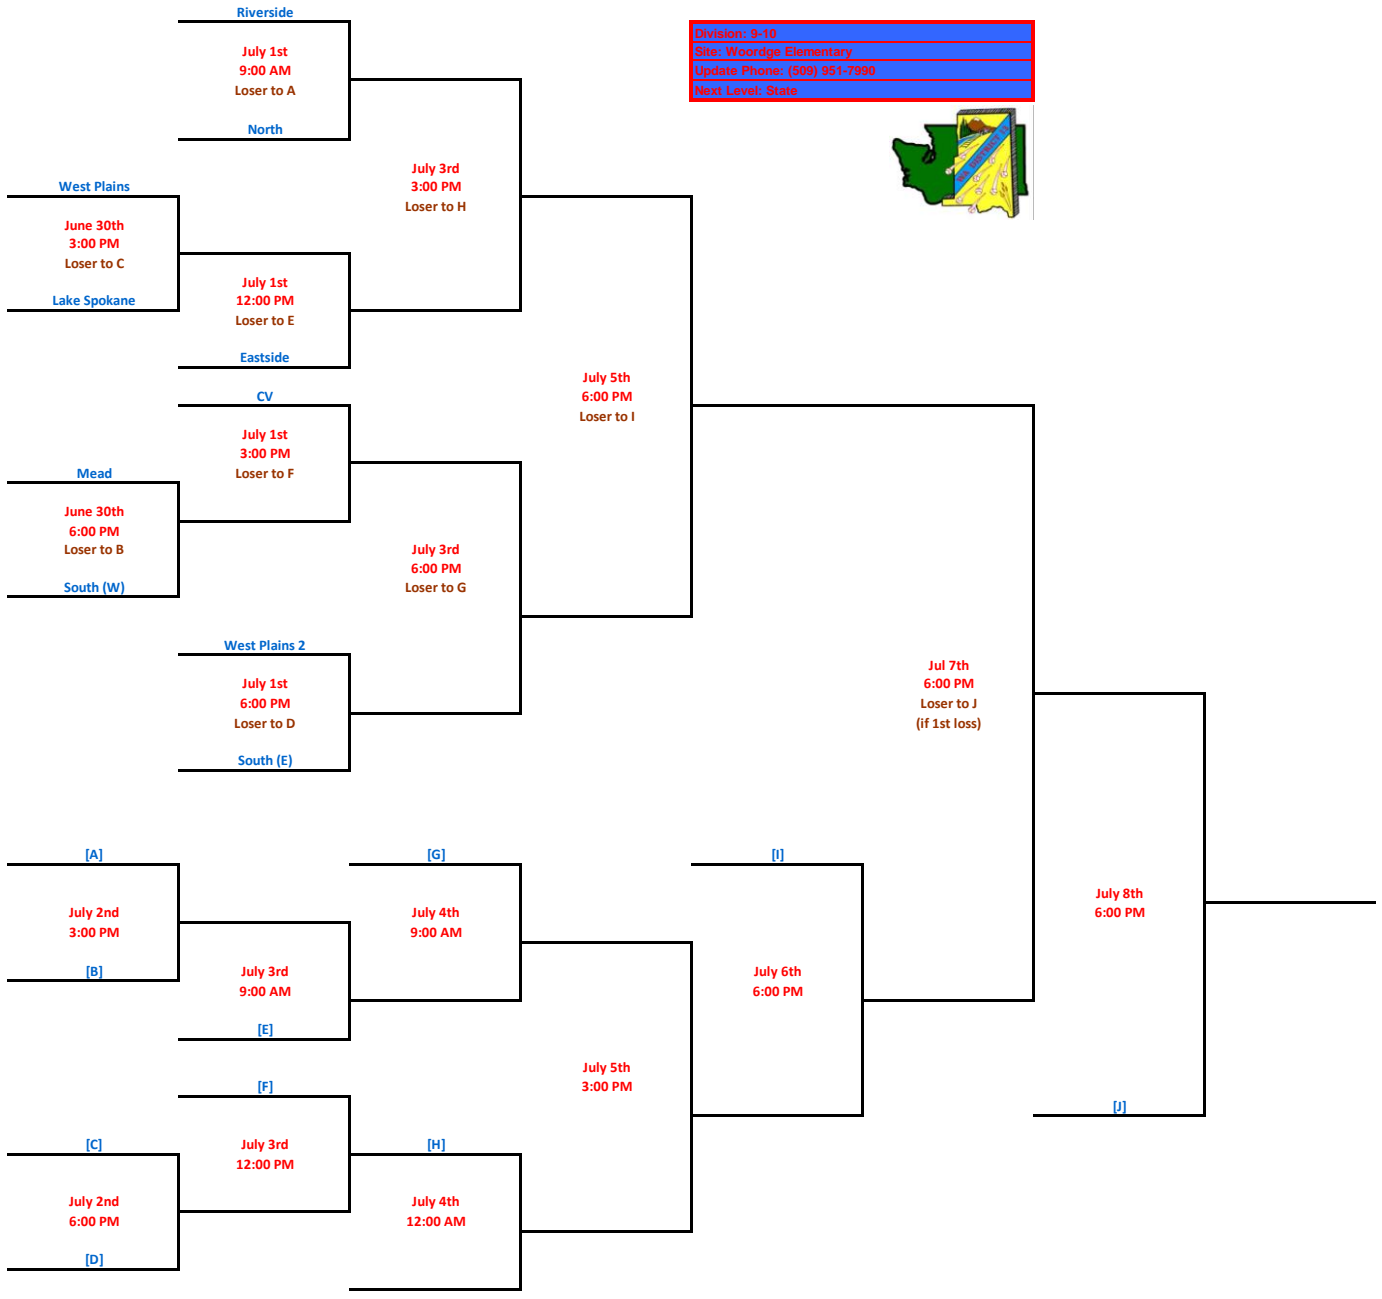 Riverside
July 1st
9:00 AM
Loser to A
North
Division: 9-10
Site: Woordge Elementary
Update Phone: (509) 951-7990
Next Level: State
WA DISTRICT 13
July 3rd
3:00 PM
Loser to H
West Plains
June 30th
3:00 PM
Loser to C
Lake Spokane
July 1st
12:00 PM
Loser to E
Eastside
CV
July 1st
3:00 PM
Loser to F
July 5th
6:00 PM
Loser to I
Mead
June 30th
6:00 PM
Loser to B
South (W)
July 3rd
6:00 PM
Loser to G
West Plains 2
July 1st
6:00 PM
Loser to D
South (E)
Jul 7th
6:00 PM
Loser to J
(if 1st loss)
[A]
July 2nd
3:00 PM
[B]
[G]
July 4th
9:00 AM
[I]
July 8th
6:00 PM
July 3rd
9:00 AM
[E]
July 6th
6:00 PM
[F]
July 3rd
12:00 PM
July 5th
3:00 PM
[J]
[C]
July 2nd
6:00 PM
[D]
[H]
July 4th
12:00 AM